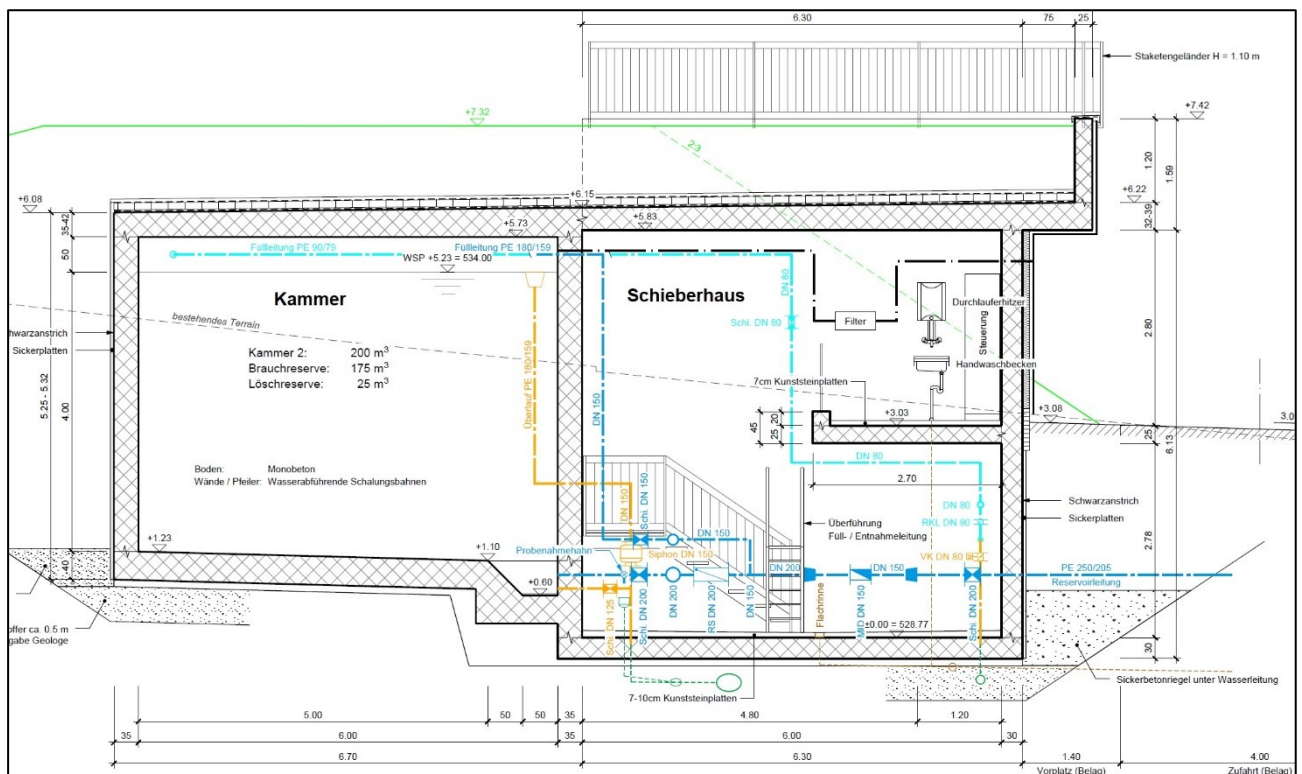 6.30
75
25
Staketengeländer H = 1.10 m
+7.32
+7.42
2:3
1.20
1.59
+6.08
+6.15
+6.22
35-42
+5.73
+5.83
32-39
50
Füllleitung PE 90/79
Füllleitung PE 180/159
WSP +5.23 = 534.00
Kammer
Schieberhaus
DN 80
Durchlauferhitzer
Schi. DN 80
Filter
Steuerung
2.80
bestehendes Terrain
chwarzanstrich
Sickerplatten
Kammer 2: 200 m³
Brauchreserve: 175 m³
Löschreserve: 25 m³
Überlauf PE 180/159
Handwaschbecken
7cm Kunststeinplatten
5.25 - 5.32
4.00
DN 150
+3.03
+3.08
3.0
45
25
20
25
6.13
DN 80
2.70
Boden: Monobeton
Wände / Pfeiler: Wasserabführende Schalungsbahnen
DN 150
Schi. DN 150
DN 80
RKL DN 80
VK DN 80
Schwarzanstrich
Sickerplatten
Überführung
Füll- / Entnahmeleitung
2.78
+1.23
+1.10
DN 150
Probenahmehahn
Siphon DN 150
DN 200
DN 150
PE 250/205
Reservoirleitung
40
+0.60
Schi. DN 125
Schi. DN 200
DN 200
RS DN 200
DN 150
Flachrinne
MID DN 150
Schi. DN 200
±0.00 = 528.77
offer ca. 0.5 m
gabe Geologe
30
7-10cm Kunststeinplatten
Sickerbetonriegel unter Wasserleitung
5.00
50
50
35
4.80
1.20
35
6.00
35
6.00
30
6.70
6.30
1.40
4.00
Vorplatz (Belag)
Zufahrt (Belag)